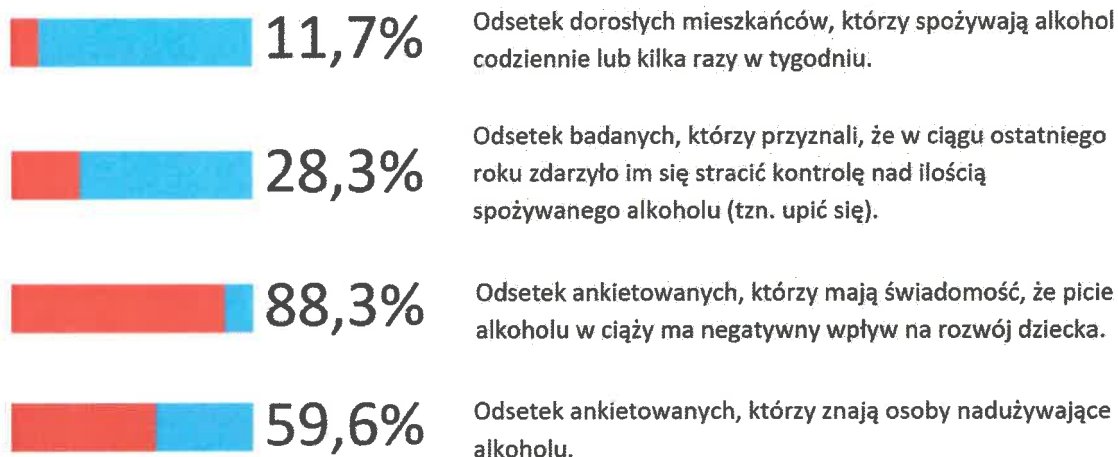 11,7%
Odsetek dorosłych mieszkańców, którzy spożywają alkohol
codziennie lub kilka razy w tygodniu.
28,3%
Odsetek badanych, którzy przyznali, że w ciągu ostatniego
roku zdarzyło im się stracić kontrolę nad ilością
spożywanego alkoholu (tzn. upić się).
88,3%
Odsetek ankietowanych, którzy mają świadomość, że picie
alkoholu w ciąży ma negatywny wpływ na rozwój dziecka.
59,6%
Odsetek ankietowanych, którzy znają osoby nadużywające
alkoholu.